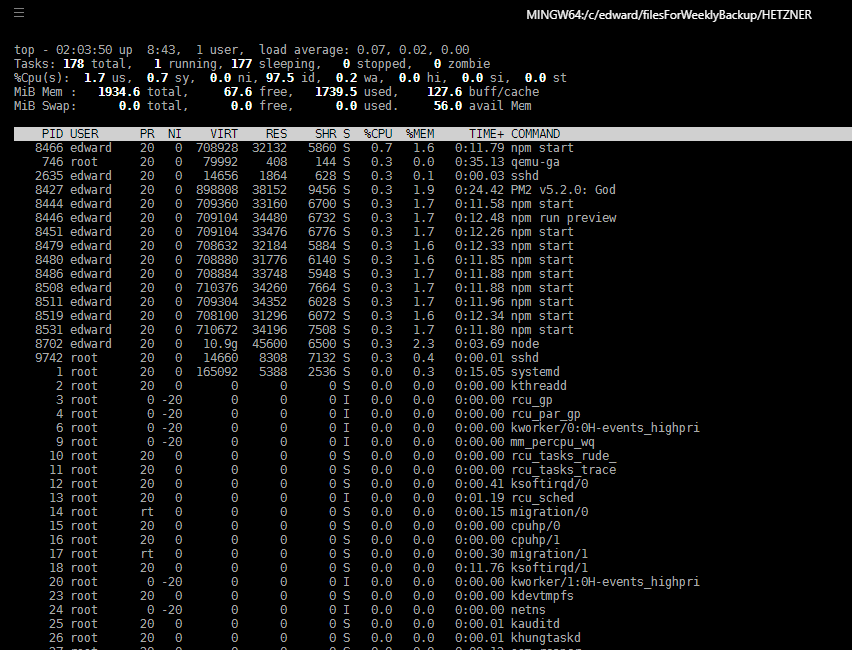 MINGW64:/c/edward/filesForWeeklyBackup/HETZNER
top - 02:03:50 up  8:43,  1 user,  load average: 0.07, 0.02, 0.00
Tasks: 178 total,   1 running, 177 sleeping,   0 stopped,   0 zombie
%Cpu(s):  1.7 us,  0.7 sy,  0.0 ni, 97.5 id,  0.2 wa,  0.0 hi,  0.0 si,  0.0 st
MiB Mem :   1934.6 total,     67.6 free,   1739.5 used,    127.6 buff/cache
MiB Swap:      0.0 total,      0.0 free,      0.0 used.     56.0 avail Mem
PID USER      PR  NI    VIRT    RES    SHR S  %CPU  %MEM     TIME+ COMMAND
8466 edward    20   0  708928  32132   5860 S   0.7   1.6   0:11.79 npm start
746 root      20   0   79992    408    144 S   0.3   0.0   0:35.13 qemu-ga
2635 edward    20   0   14656   1864    628 S   0.3   0.1   0:00.03 sshd
8427 edward    20   0  898808  38152   9456 S   0.3   1.9   0:24.42 PM2 v5.2.0: God
8444 edward    20   0  709360  33160   6700 S   0.3   1.7   0:11.58 npm start
8446 edward    20   0  709104  34480   6732 S   0.3   1.7   0:12.48 npm run preview
8451 edward    20   0  709104  33476   6776 S   0.3   1.7   0:12.26 npm start
8479 edward    20   0  708632  32184   5884 S   0.3   1.6   0:12.33 npm start
8480 edward    20   0  708880  31776   6140 S   0.3   1.6   0:11.85 npm start
8486 edward    20   0  708884  33748   5948 S   0.3   1.7   0:11.88 npm start
8508 edward    20   0  710376  34260   7664 S   0.3   1.7   0:11.88 npm start
8511 edward    20   0  709304  34352   6028 S   0.3   1.7   0:11.96 npm start
8519 edward    20   0  708100  31296   6072 S   0.3   1.6   0:12.34 npm start
8531 edward    20   0  710672  34196   7508 S   0.3   1.7   0:11.80 npm start
8702 edward    20   0   10.9g  45600   6500 S   0.3   2.3   0:03.69 node
9742 root      20   0   14660   8308   7132 S   0.3   0.4   0:00.01 sshd
1 root      20   0  165092   5388   2536 S   0.0   0.3   0:15.05 systemd
2 root      20   0       0      0      0 S   0.0   0.0   0:00.00 kthreadd
3 root       0 -20       0      0      0 I   0.0   0.0   0:00.00 rcu_gp
4 root       0 -20       0      0      0 I   0.0   0.0   0:00.00 rcu_par_gp
6 root       0 -20       0      0      0 I   0.0   0.0   0:00.00 kworker/0:0H-events_highpri
9 root       0 -20       0      0      0 I   0.0   0.0   0:00.00 mm_percpu_wq
10 root      20   0       0      0      0 S   0.0   0.0   0:00.00 rcu_tasks_rude_
11 root      20   0       0      0      0 S   0.0   0.0   0:00.00 rcu_tasks_trace
12 root      20   0       0      0      0 S   0.0   0.0   0:00.41 ksoftirqd/0
13 root      20   0       0      0      0 I   0.0   0.0   0:01.19 rcu_sched
14 root      rt   0       0      0      0 S   0.0   0.0   0:00.15 migration/0
15 root      20   0       0      0      0 S   0.0   0.0   0:00.00 cpuhp/0
16 root      20   0       0      0      0 S   0.0   0.0   0:00.00 cpuhp/1
17 root      rt   0       0      0      0 S   0.0   0.0   0:00.30 migration/1
18 root      20   0       0      0      0 S   0.0   0.0   0:11.76 ksoftirqd/1
20 root       0 -20       0      0      0 I   0.0   0.0   0:00.00 kworker/1:0H-events_highpri
23 root      20   0       0      0      0 S   0.0   0.0   0:00.00 kdevtmpfs
24 root       0 -20       0      0      0 I   0.0   0.0   0:00.00 netns
25 root      20   0       0      0      0 S   0.0   0.0   0:00.01 kauditd
26 root      20   0       0      0      0 S   0.0   0.0   0:00.01 khungtaskd